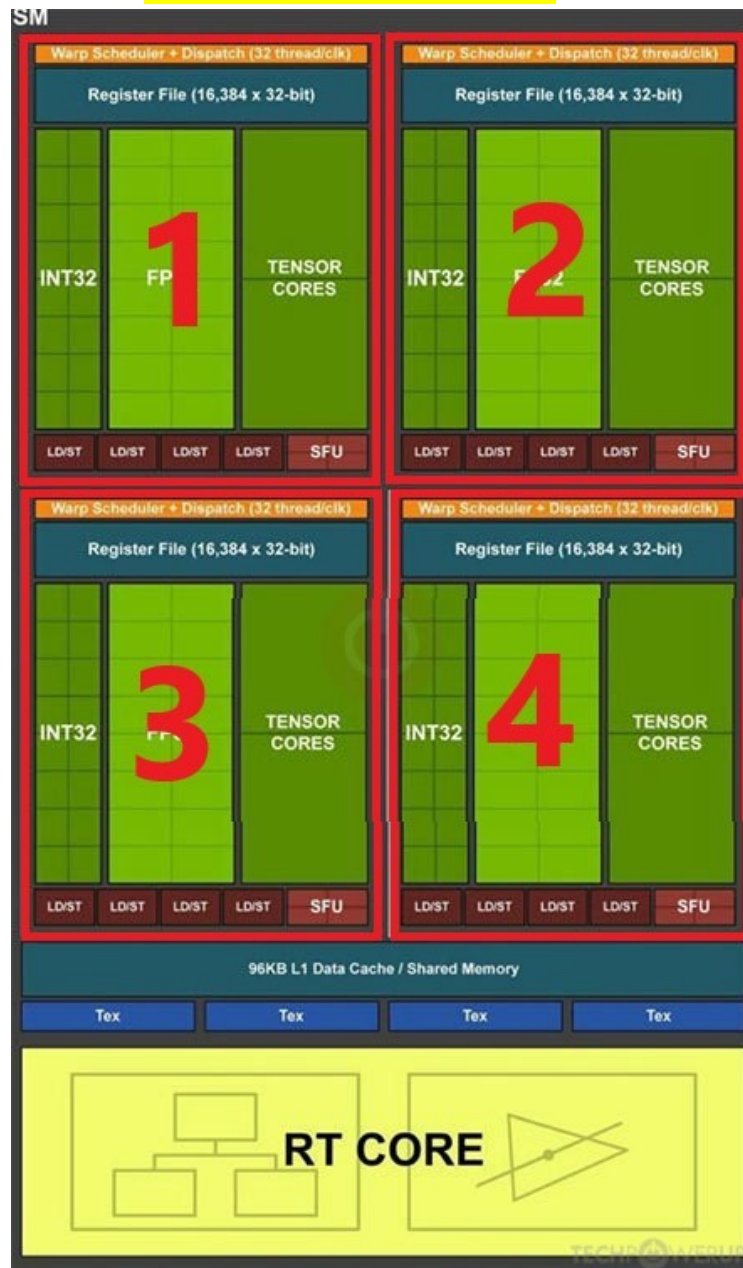 SM
Warp Scheduler + Dispatch (32 thread/clk)
Register File (16,384 x 32-bit)
INT32
1
TENSOR
CORES
LD/ST LD/ST LD/ST LD/ST SFU
Warp Scheduler + Dispatch (32 thread/clk)
Register File (16,384 x 32-bit)
INT32
2
TENSOR
CORES
LD/ST LD/ST LD/ST LD/ST SFU
Warp Scheduler + Dispatch (32 thread/clk)
Register File (16,384 x 32-bit)
INT32
3
TENSOR
CORES
LD/ST LD/ST LD/ST LD/ST SFU
Warp Scheduler + Dispatch (32 thread/clk)
Register File (16,384 x 32-bit)
INT32
4
TENSOR
CORES
LD/ST LD/ST LD/ST LD/ST SFU
96KB L1 Data Cache / Shared Memory
Tex Tex Tex Tex
RT CORE
TECHPOWERUP